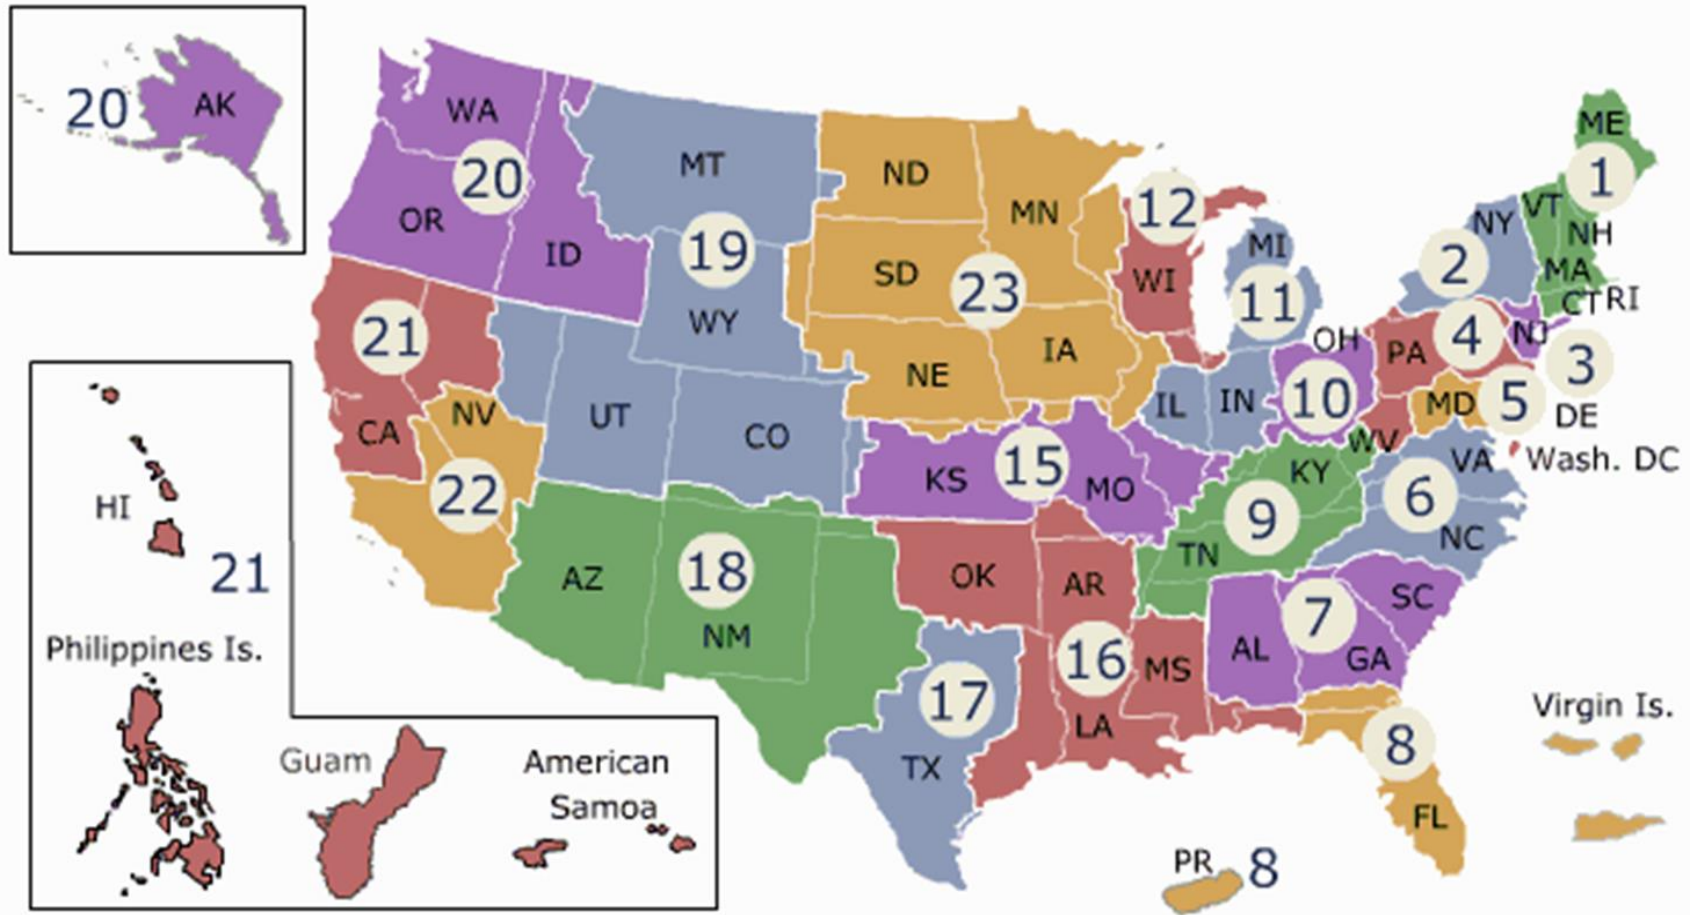 20
AK
WA
20
OR
ID
MT
19
WY
ND
MN
SD
23
NE
IA
12
WI
MI
11
ME
1
VT
NH
NY
2
MA
CT
RI
4
NJ
3
PA
OH
10
MD
5
DE
IL
IN
WV
Wash. DC
21
CA
NV
22
UT
CO
KS
15
MO
KY
VA
6
9
NC
TN
HI
21
AZ
18
NM
OK
AR
SC
7
AL
GA
16
MS
LA
17
TX
Philippines Is.
Guam
American
Samoa
Virgin Is.
8
FL
PR
8